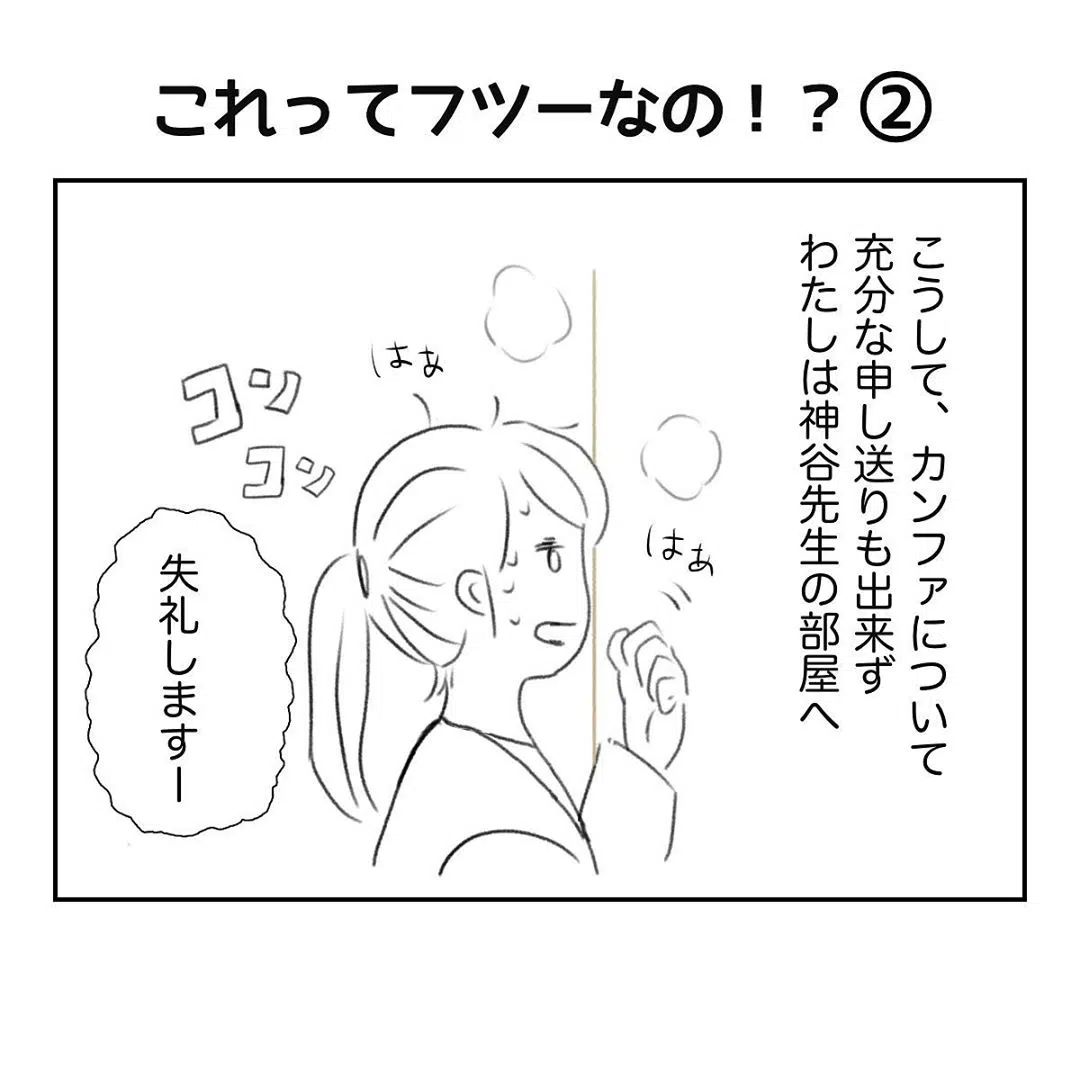 これってフツーなの！？②
こうして、カンファについて
充分な申し送りも出来ず
わたしは神谷先生の部屋へ
はぁ
コン
コン
はぁ
失礼しますー